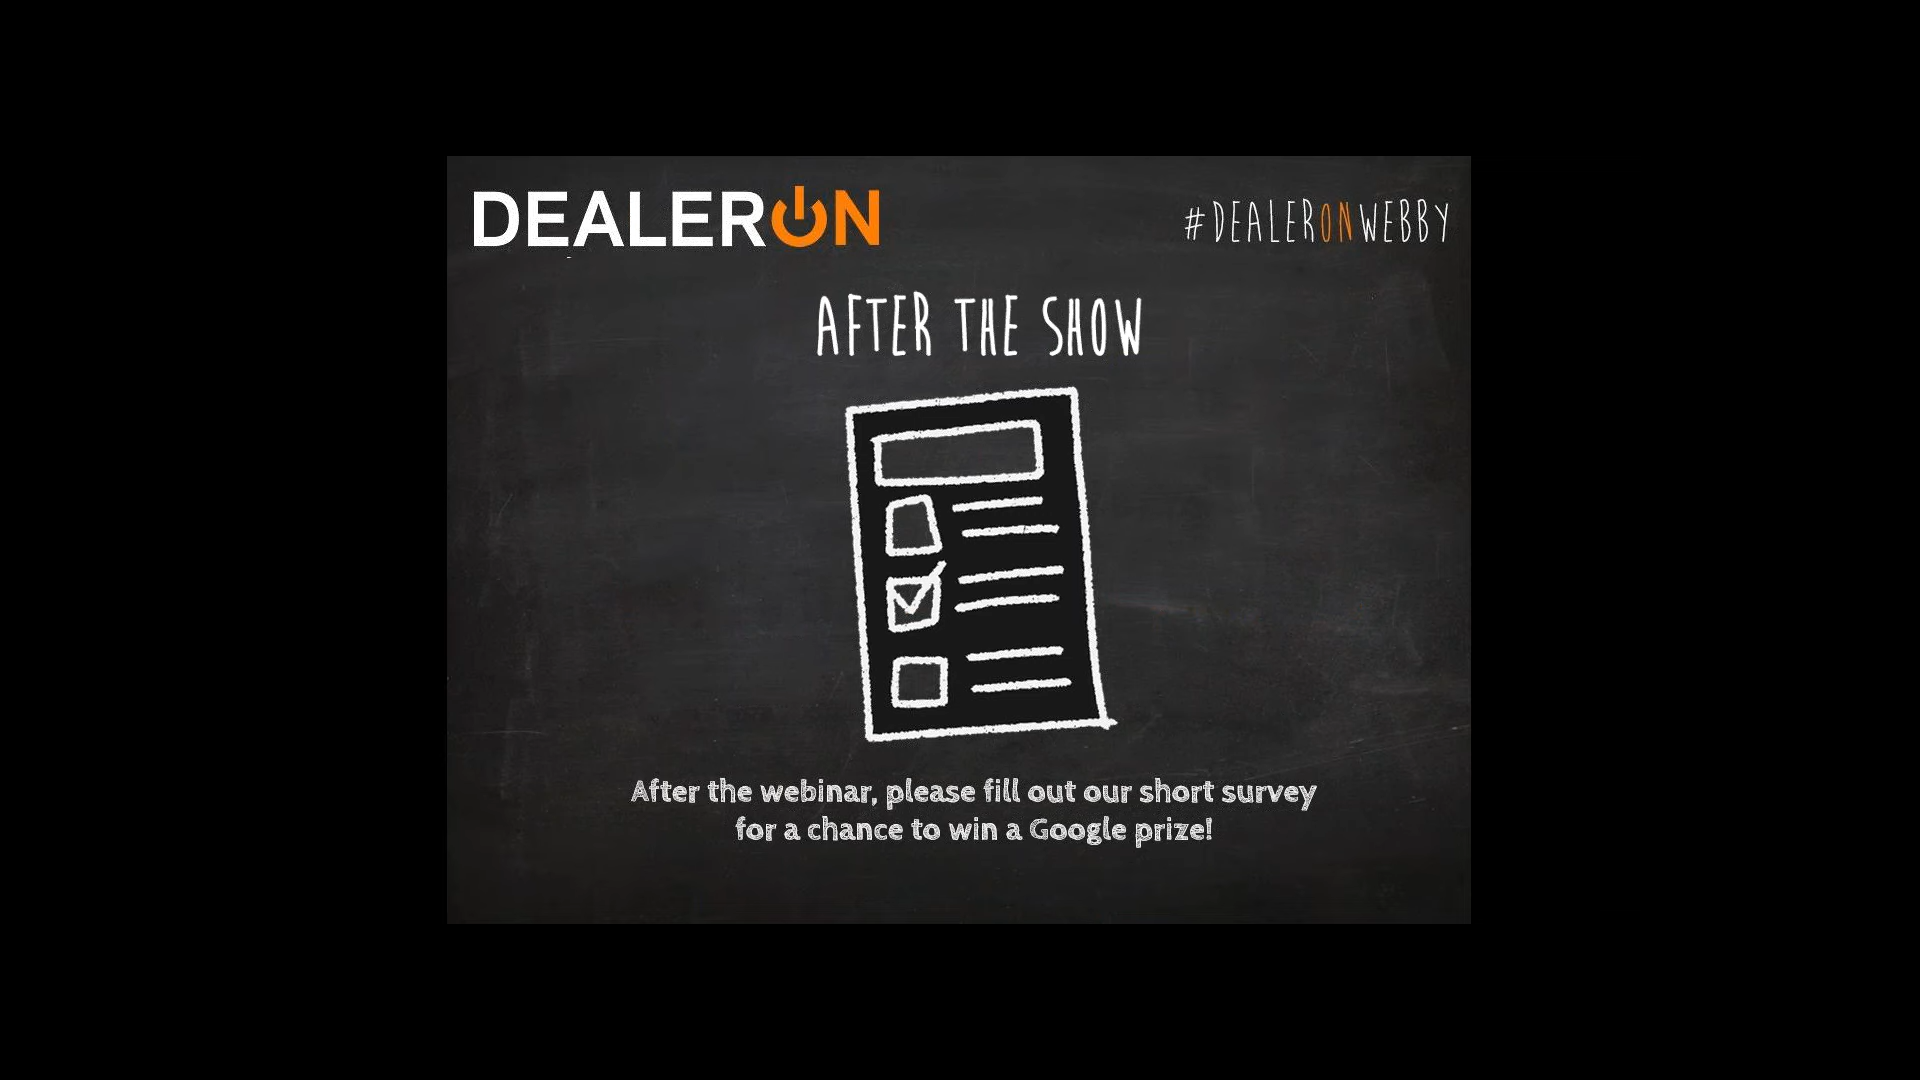 DEALERON
#DEALERONWEBBY
AFTER THE SHOW
After the webinar, please fill out our short survey
for a chance to win a Google prize!